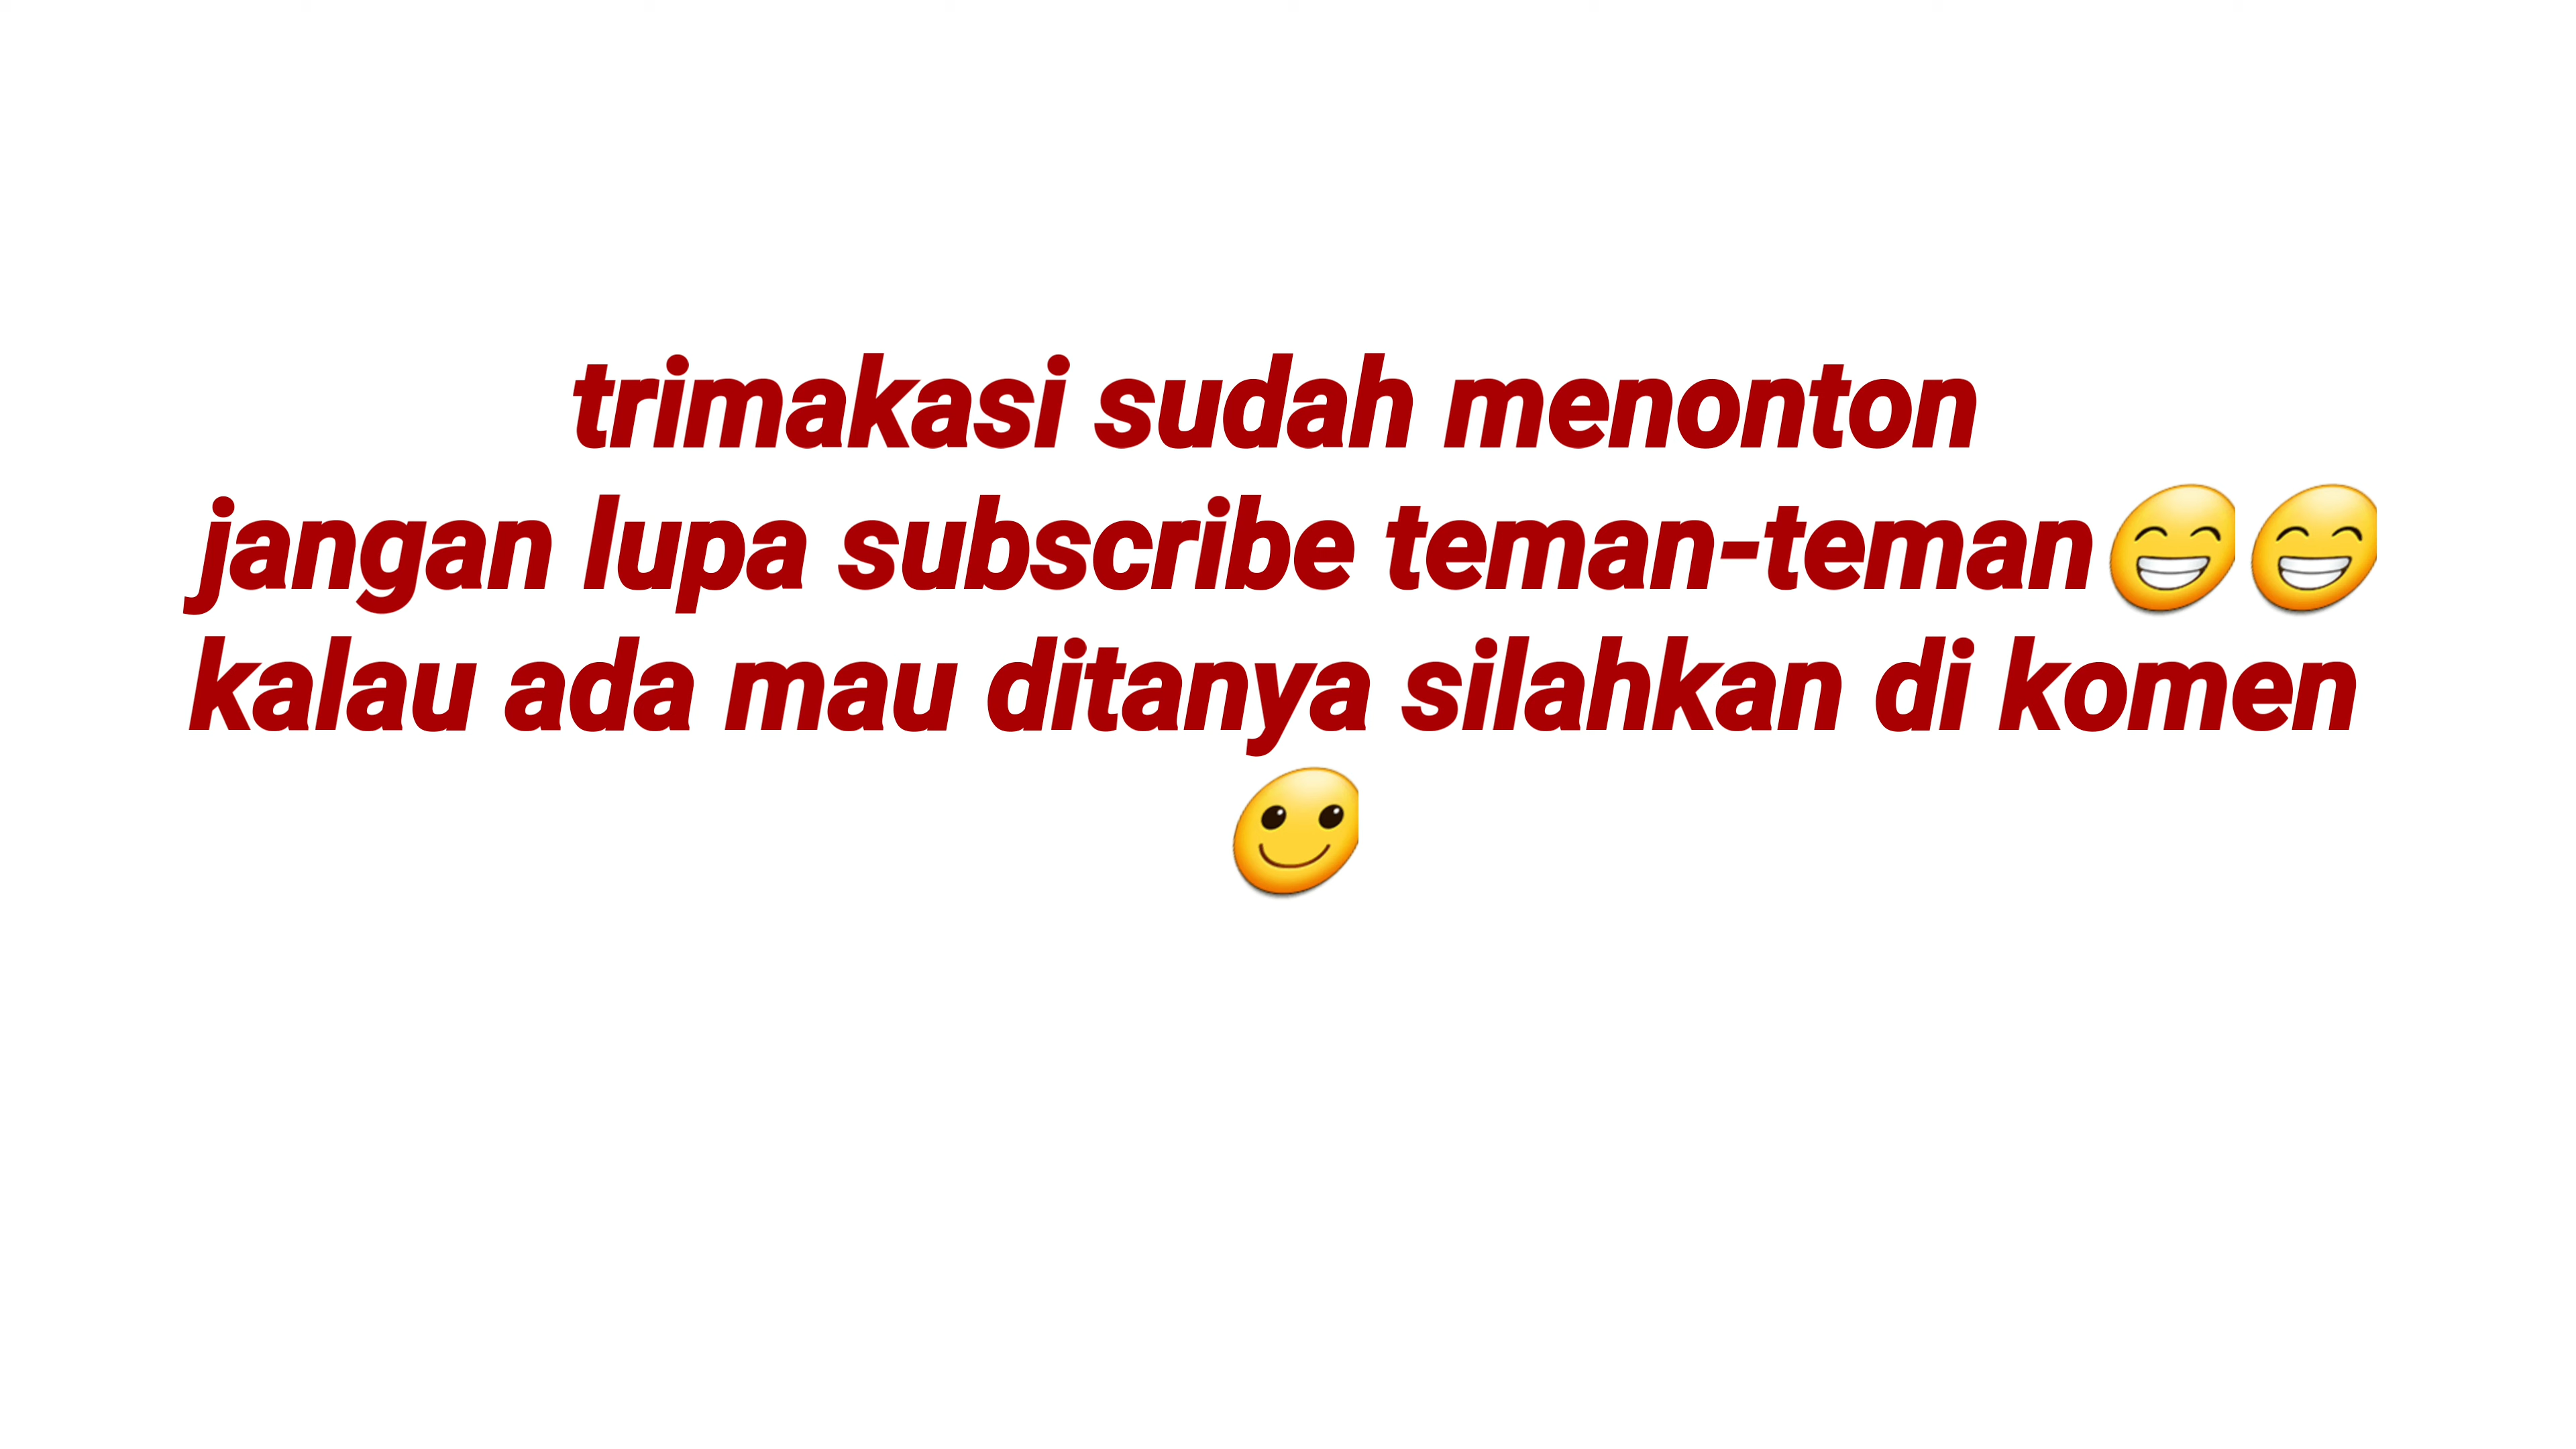 trimakasi sudah menonton
jangan lupa subscribe teman-teman😁😁
kalau ada mau ditanya silahkan di komen
🙂